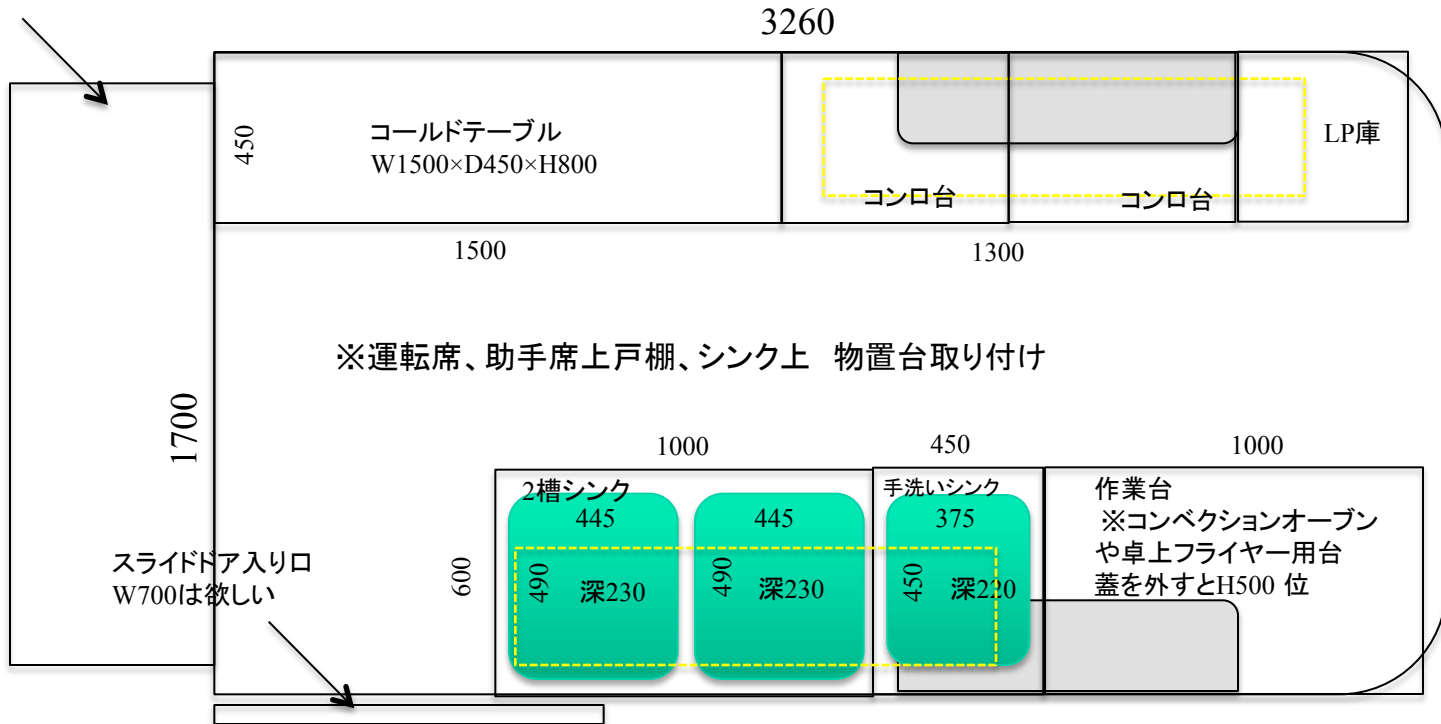 3260
450
コールドテーブル
W1500×D450×H800
コンロ台
コンロ台
LP庫
1500
1300
※運転席、助手席上戸棚、シンク上　物置台取り付け
1700
1000
450
1000
2槽シンク
445
445
490
深230
490
深230
600
手洗いシンク
375
450
深220
作業台
※コンベクションオーブン
や卓上フライヤー用台
蓋を外すとH500 位
スライドドア入り口
W700は欲しい